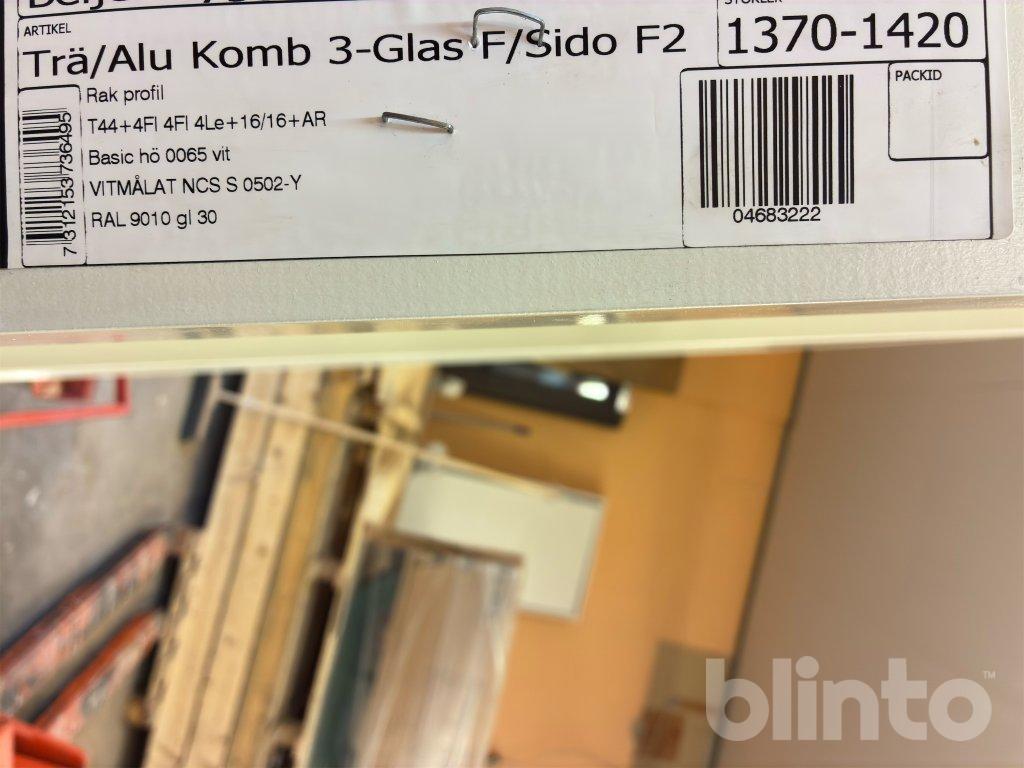 ARTIKEL
Trä/Alu Komb 3-Glas F/Sido F2
1370-1420
Rak profil
T44+4Fl 4Fl 4Le+16/16+AR
Basic hö 0065 vit
VITMÅLAT NCS S 0502-Y
RAL 9010 gl 30
7312153736495
04683222
PACKID
blinto™